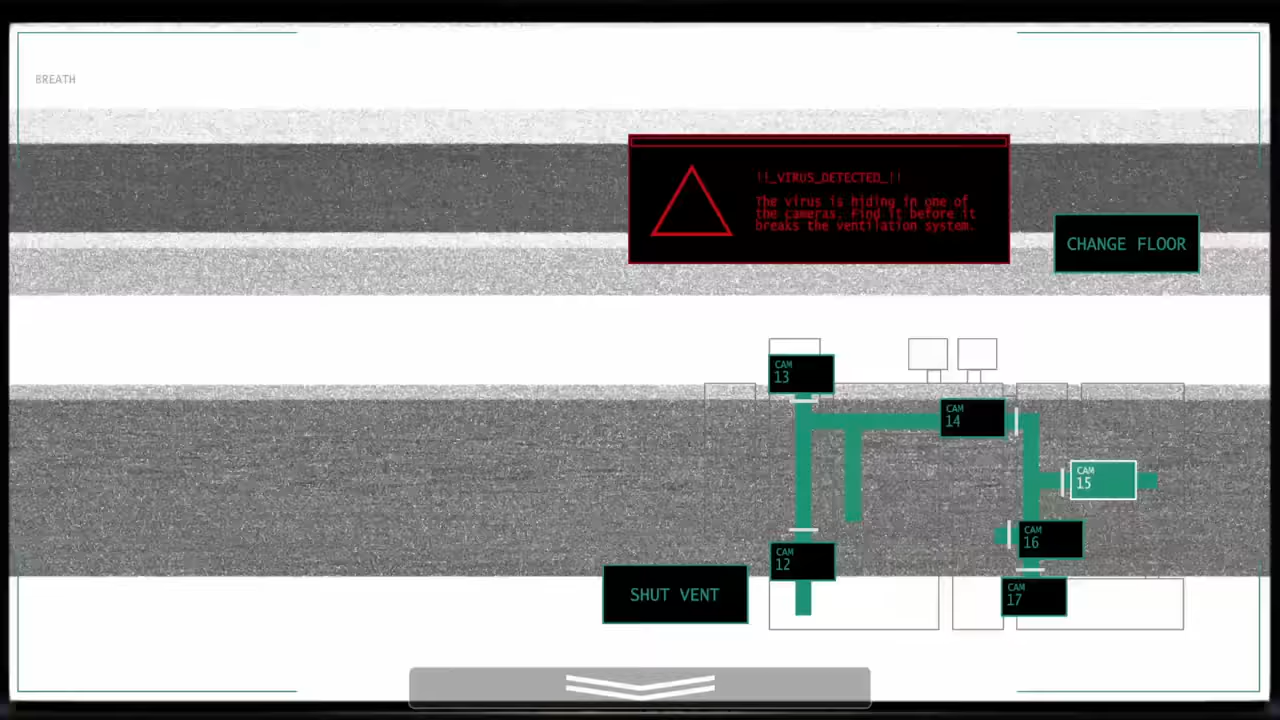 BREATH
!!_VIRUS_DETECTED_!!
The virus is hiding in one of
the cameras. Find it before it
breaks the ventilation system.
CHANGE FLOOR
CAM
13
CAM
14
CAM
15
CAM
16
CAM
12
CAM
17
SHUT VENT